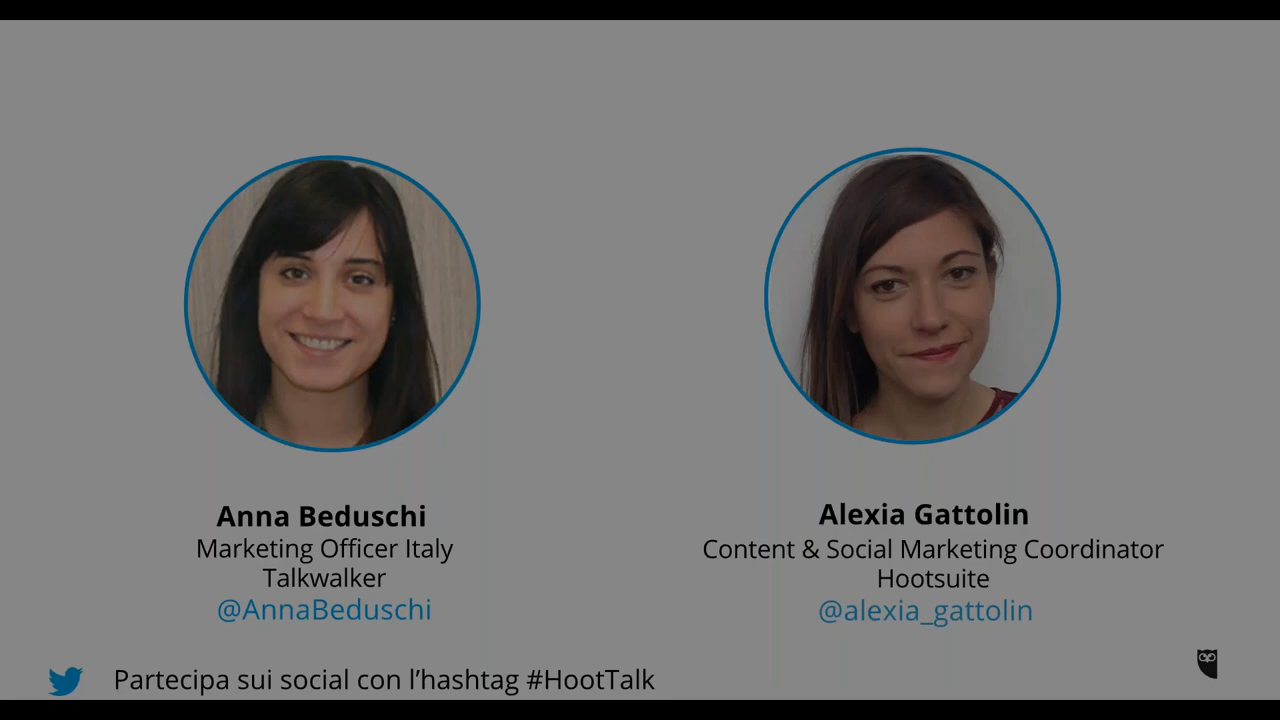 Anna Beduschi
Marketing Officer Italy
Talkwalker
@AnnaBeduschi
Alexia Gattolin
Content & Social Marketing Coordinator
Hootsuite
@alexia_gattolin
Partecipa sui social con l’hashtag #HootTalk